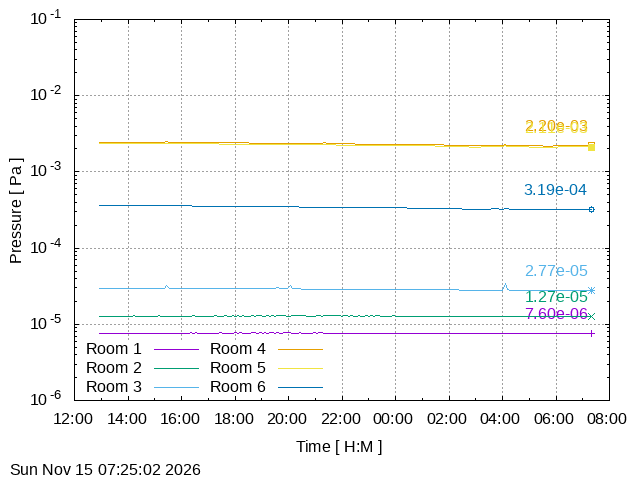 10^-1
10^-2
10^-3
10^-4
10^-5
10^-6
Pressure [ Pa ]
2.20e-03
3.19e-04
2.77e-05
1.27e-05
7.60e-06
Room 1 Room 4
Room 2 Room 5
Room 3 Room 6
12:00 14:00 16:00 18:00 20:00 22:00 00:00 02:00 04:00 06:00 08:00
Time [ H:M ]
Sun Nov 15 07:25:02 2026